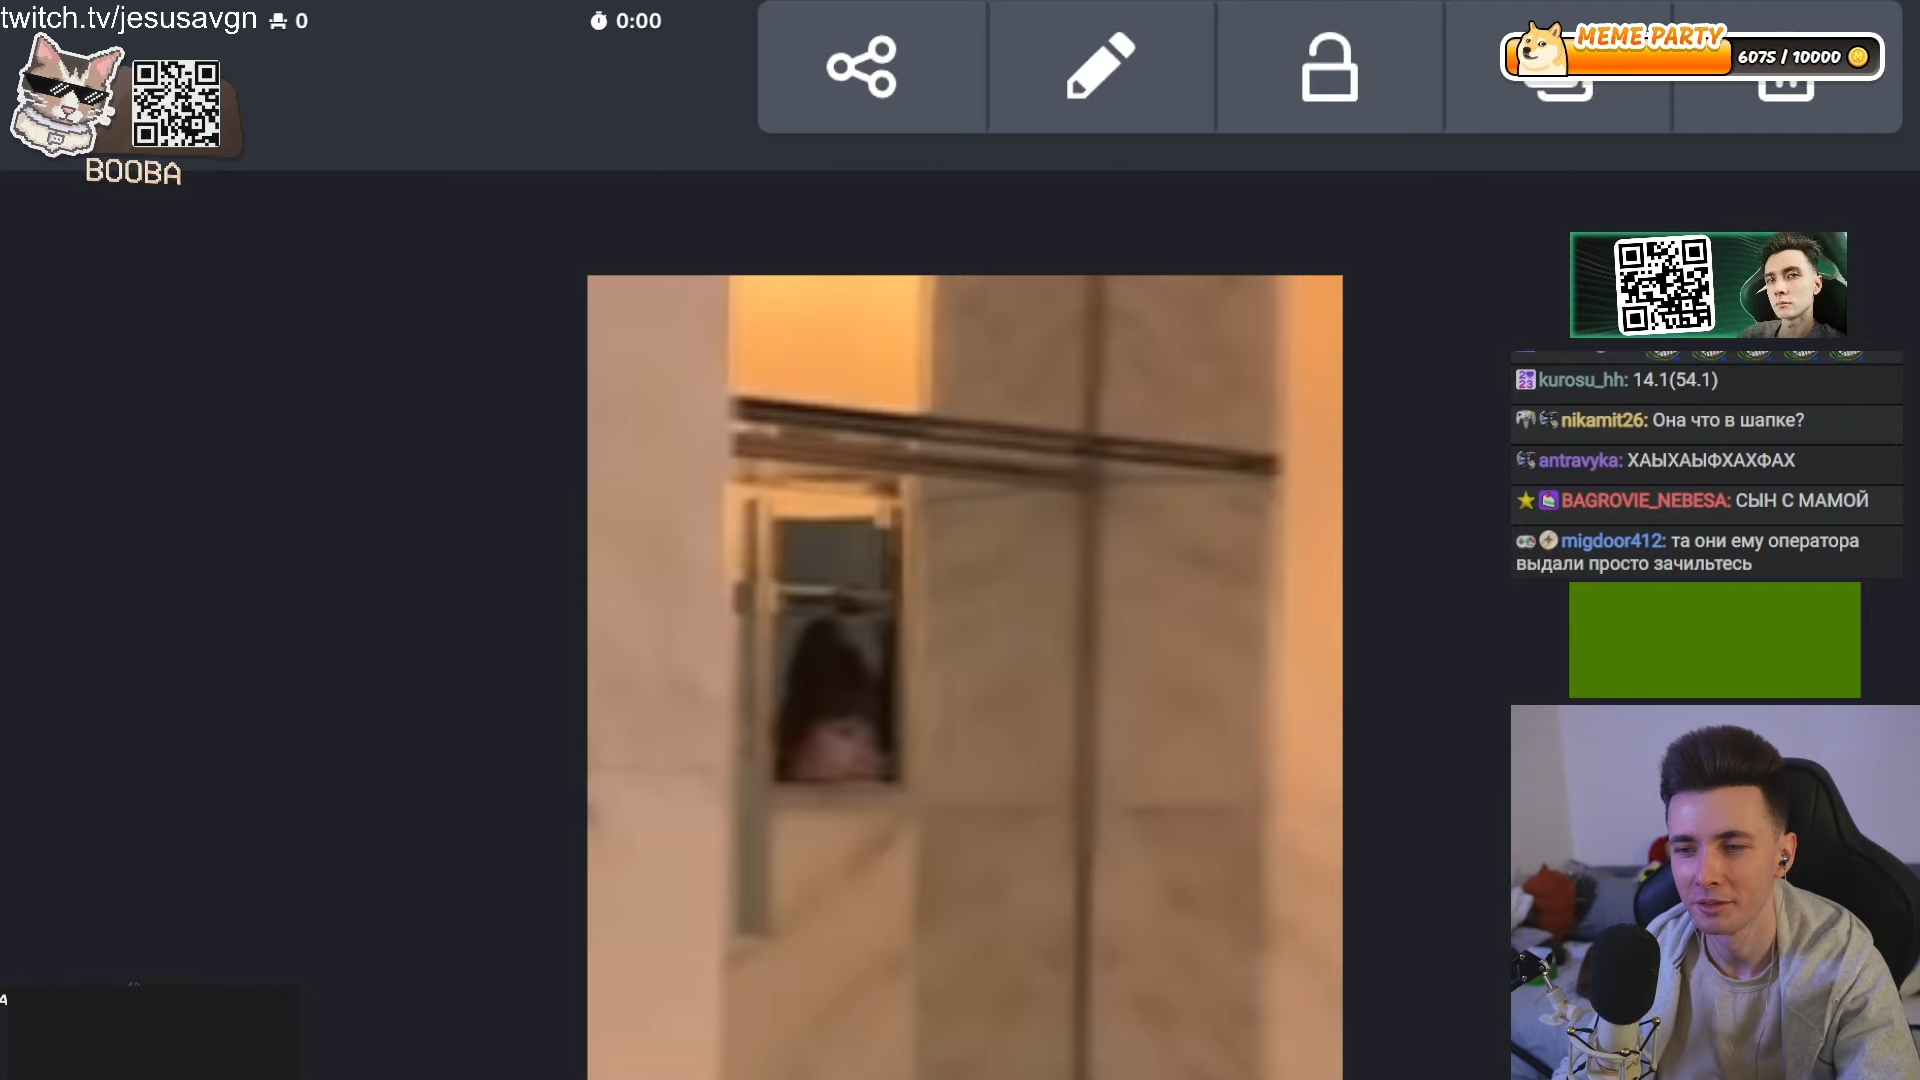 twitch.tv/jesusavgn 0
0:00
MEME PARTY
6075 / 10000
BOOBA
kurosu_hh: 14.1(54.1)
nikamit26: Она что в шапке?
antravyka: ХАЫХАЫФХАХФАХ
BAGROVIE_NEBESA: СЫН С МАМОЙ
migdoor412: та они ему оператора
выдали просто зачильтесь